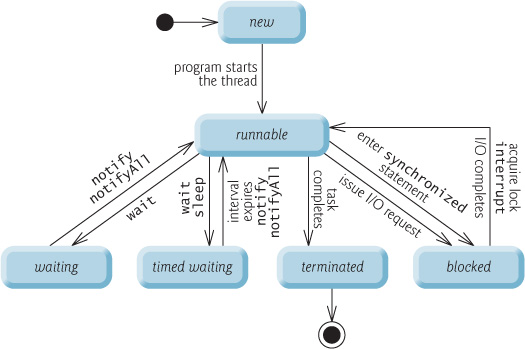 new
program starts
the thread
runnable
notify
notifyAll
wait
wait
sleep
interval
expires
notify
notifyAll
task
completes
enter synchronized
statement
issue I/O request
I/O completes
interrupt
acquire lock
waiting
timed waiting
terminated
blocked